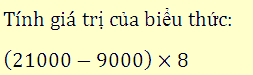 Tính giá trị của biểu thức:
(21000 − 9000) × 8